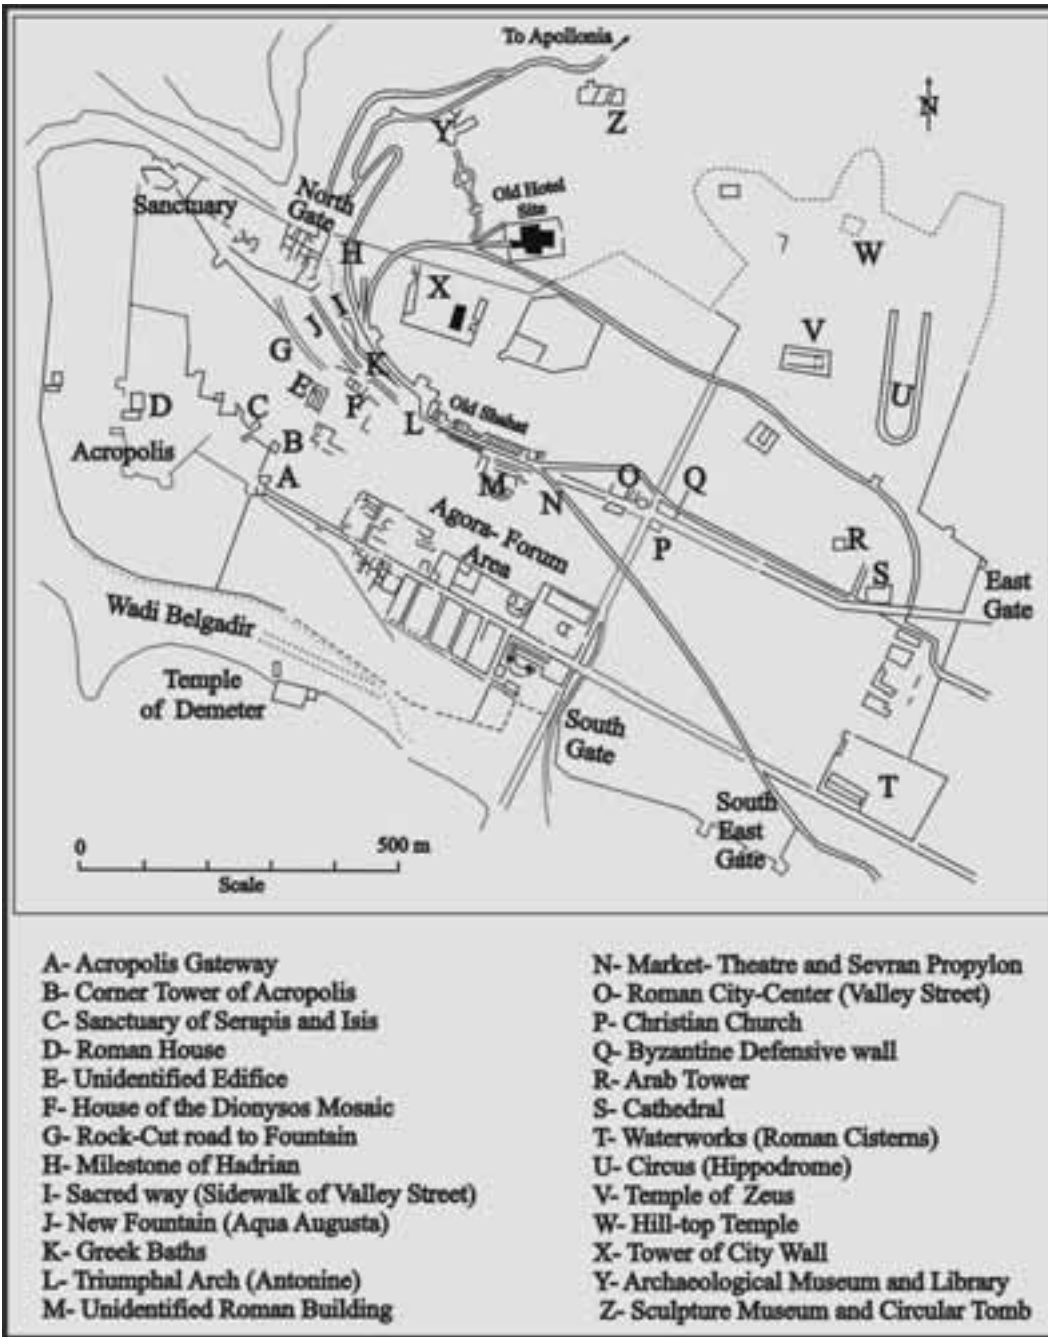 To Apollonia
Z
N
Y
Old Hotel
Site
North
Gate
Sanctuary
H
W
X
I
J
V
G
K
E
F
U
D
C
L
Old Shahat
B
Acropolis
A
M
N
O
Q
U
Agora- Forum
Area
P
R
S
East
Gate
Wadi Belgadir
Temple
of Demeter
South
Gate
T
South
East
Gate
0
500 m
Scale
A- Acropolis Gateway
B- Corner Tower of Acropolis
C- Sanctuary of Serapis and Isis
D- Roman House
E- Unidentified Edifice
F- House of the Dionysos Mosaic
G- Rock-Cut road to Fountain
H- Milestone of Hadrian
I- Sacred way (Sidewalk of Valley Street)
J- New Fountain (Aqua Augusta)
K- Greek Baths
L- Triumphal Arch (Antonine)
M- Unidentified Roman Building
N- Market- Theatre and Sevran Propylon
O- Roman City-Center (Valley Street)
P- Christian Church
Q- Byzantine Defensive wall
R- Arab Tower
S- Cathedral
T- Waterworks (Roman Cisterns)
U- Circus (Hippodrome)
V- Temple of Zeus
W- Hill-top Temple
X- Tower of City Wall
Y- Archaeological Museum and Library
Z- Sculpture Museum and Circular Tomb